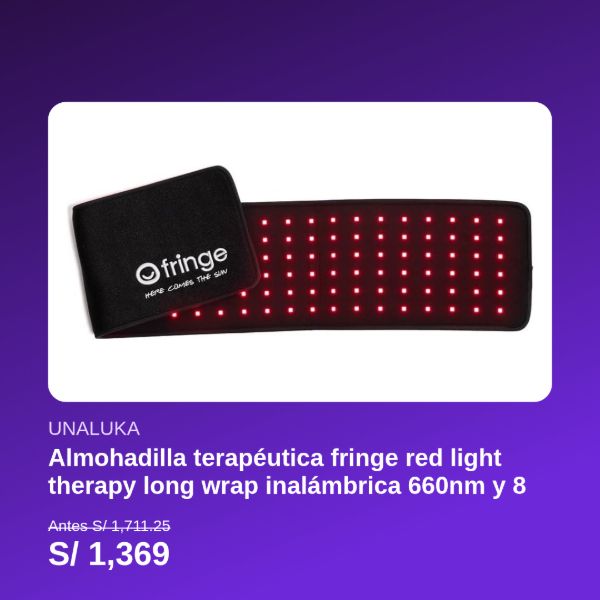 fringe
HERE COMES THE SUN
UNALUKA
Almohadilla terapéutica fringe red light
therapy long wrap inalámbrica 660nm y 8
Antes S/ 1,711.25
S/ 1,369